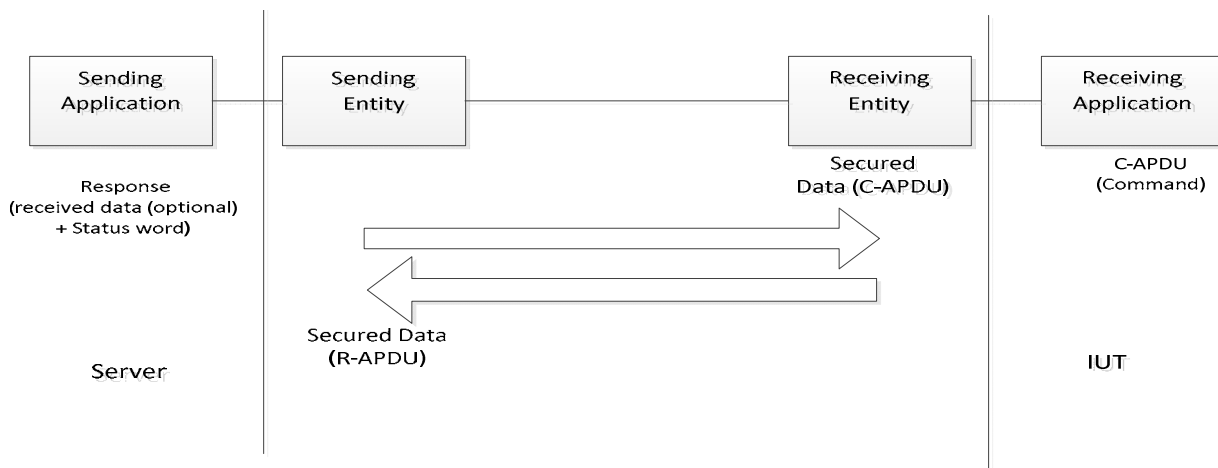 Sending
Application
Sending
Entity
Receiving
Entity
Receiving
Application
Response
(received data (optional)
+ Status word)
Secured
Data (C-APDU)
C-APDU
(Command)
Secured Data
(R-APDU)
Server
IUT